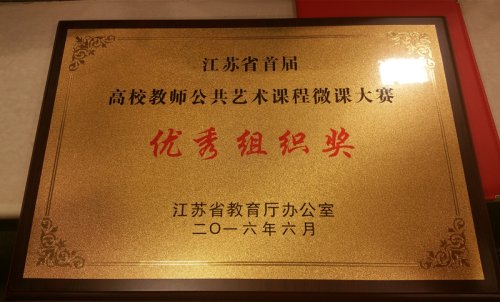 江苏省首届
高校教师公共艺术课程微课大赛
优秀组织奖
江苏省教育厅办公室
二〇一六年六月